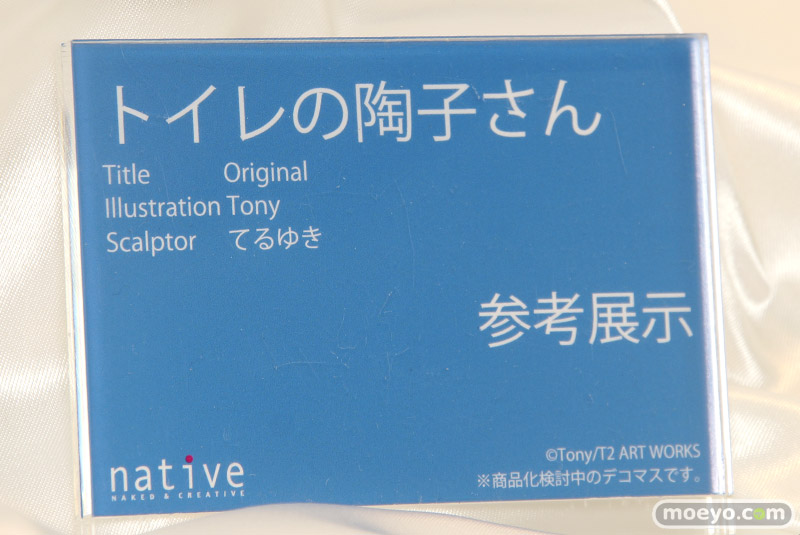 トイレの陶子さん
Title Original
Illustration Tony
Scalptor てるゆき
参考展示
©Tony/T2 ART WORKS
※商品化検討中のデコマスです。
native
NAKED & CREATIVE
moeyo.com